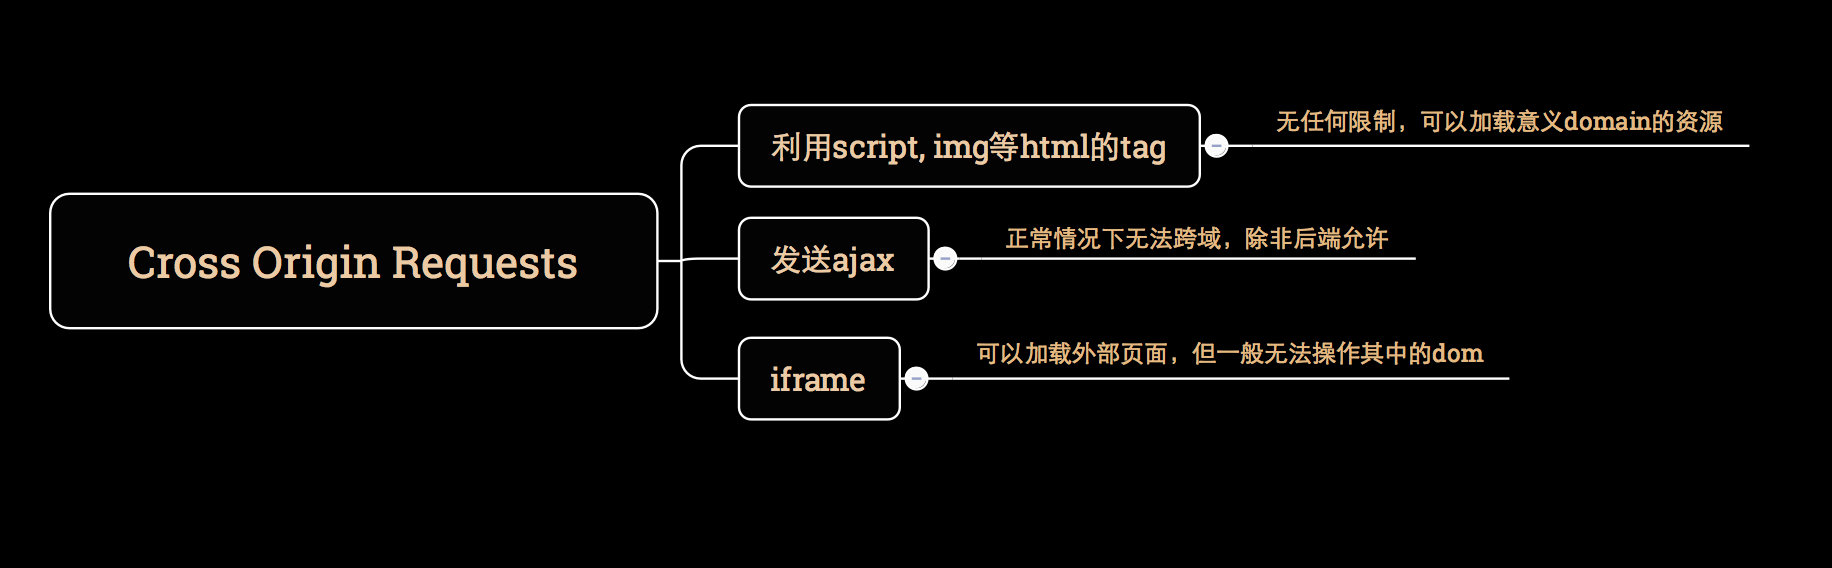 Cross Origin Requests
利用script, img等html的tag
无任何限制，可以加载意义domain的资源
发送ajax
正常情况下无法跨域，除非后端允许
iframe
可以加载外部页面，但一般无法操作其中的dom